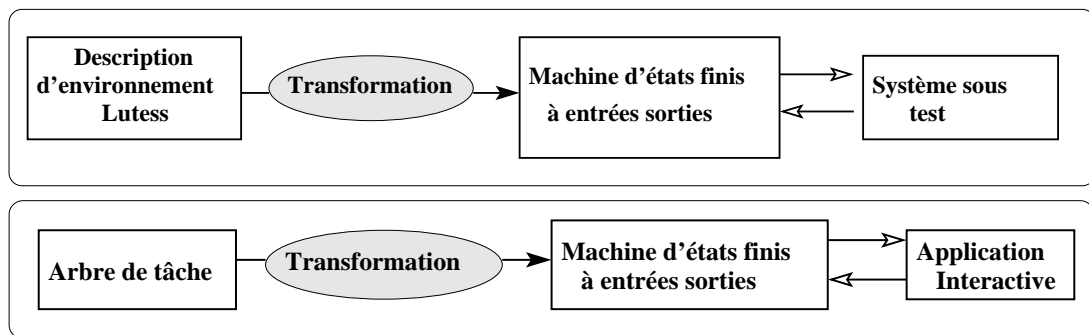 Description
d'environnement
Lutess
Transformation
Machine d'états finis
à entrées sorties
Système sous
test
Arbre de tâche
Transformation
Machine d'états finis
à entrées sorties
Application
Interactive